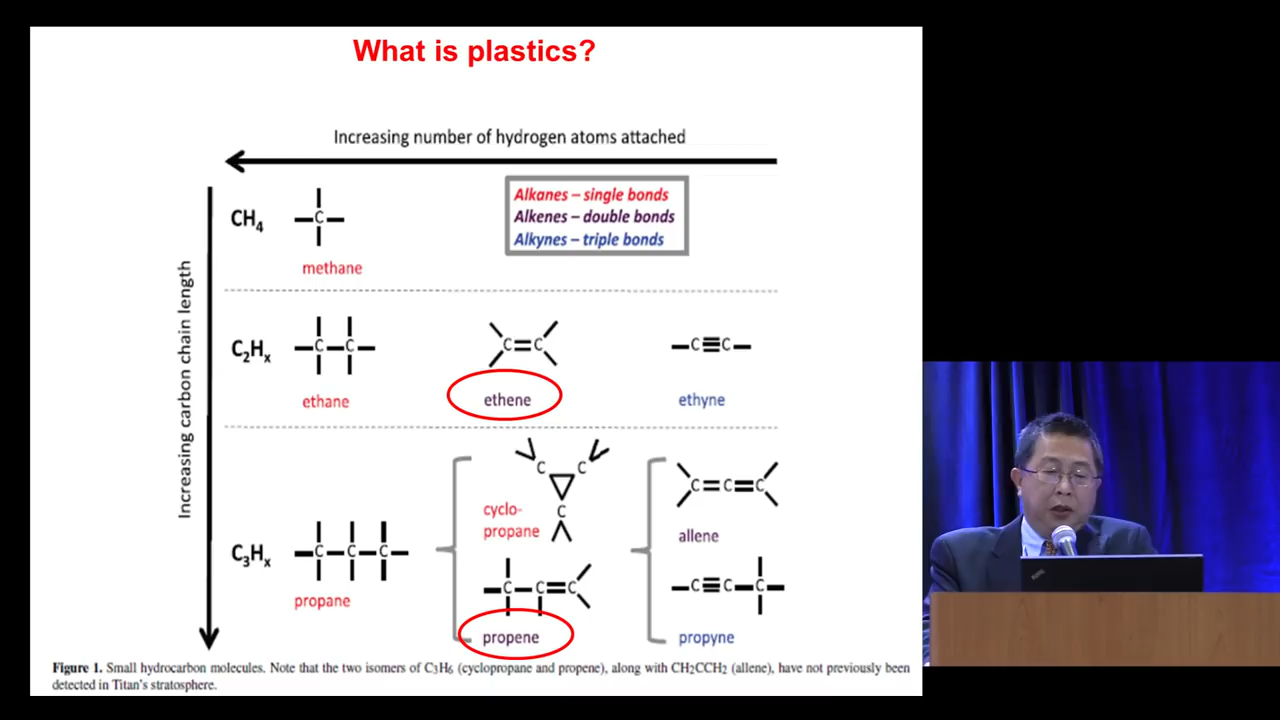 What is plastics?
Increasing number of hydrogen atoms attached
Alkanes – single bonds
Alkenes – double bonds
Alkynes – triple bonds
Increasing carbon chain length
CH4
C
methane
C2Hx
C C
ethane
C=C
ethene
C≡C
ethyne
C3Hx
C C C
propane
C C
C
cyclo-
propane
C C=C
propene
C=C=C
allene
C≡C C
propyne
Figure 1. Small hydrocarbon molecules. Note that the two isomers of C3H6 (cyclopropane and propene), along with CH2CCH2 (allene), have not previously been
detected in Titan's stratosphere.